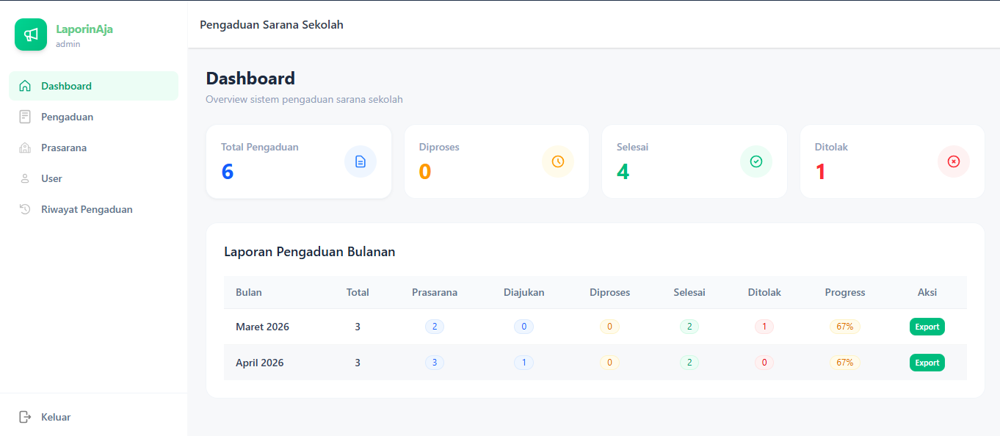 LaporinAja
admin
Dashboard
Pengaduan
Prasarana
User
Riwayat Pengaduan
Keluar
Pengaduan Sarana Sekolah
Dashboard
Overview sistem pengaduan sarana sekolah
Total Pengaduan
6
Diproses
0
Selesai
4
Ditolak
1
Laporan Pengaduan Bulanan
Bulan Total Prasarana Diajukan Diproses Selesai Ditolak Progress Aksi
Maret 2026 3 2 0 0 2 1 67% Export
April 2026 3 3 1 0 2 0 67% Export